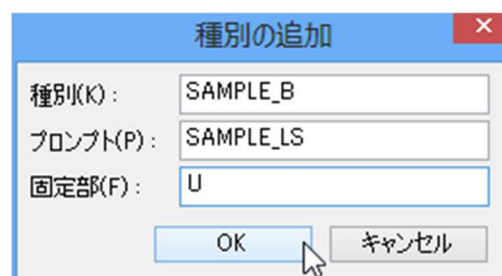 種別の追加
種別(K) : SAMPLE_B
プロンプト(P) : SAMPLE_LS
固定部(F) : U
OK キャンセル